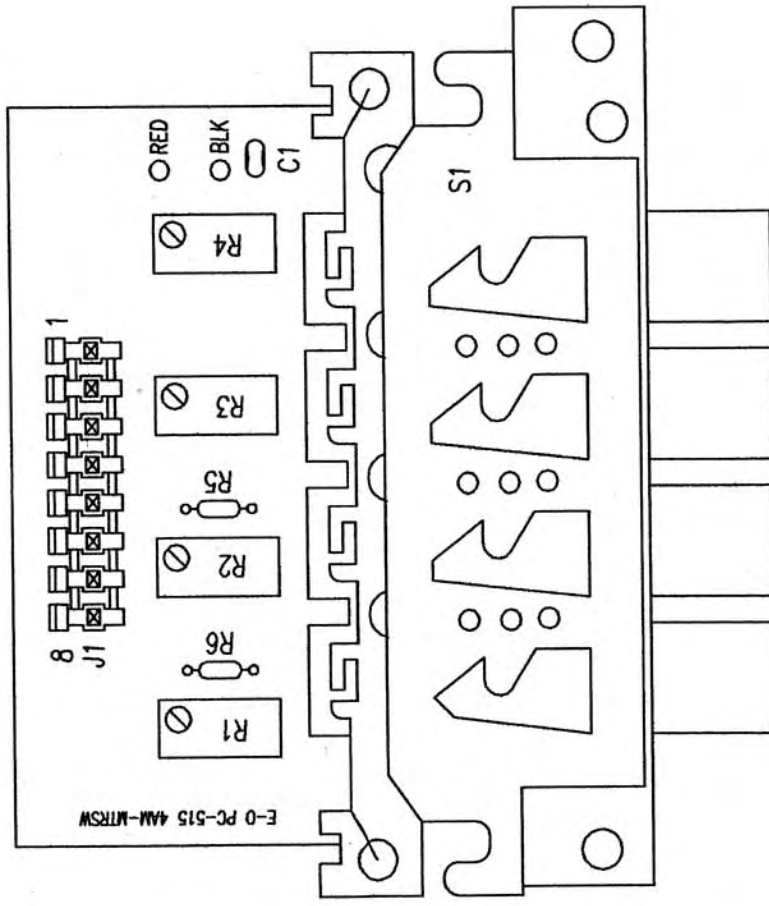 RED
BLK
C1
S1
R4
1
R3
R5
R2
8
J1
R6
R1
E-O PC-515 4AM-MTRSW